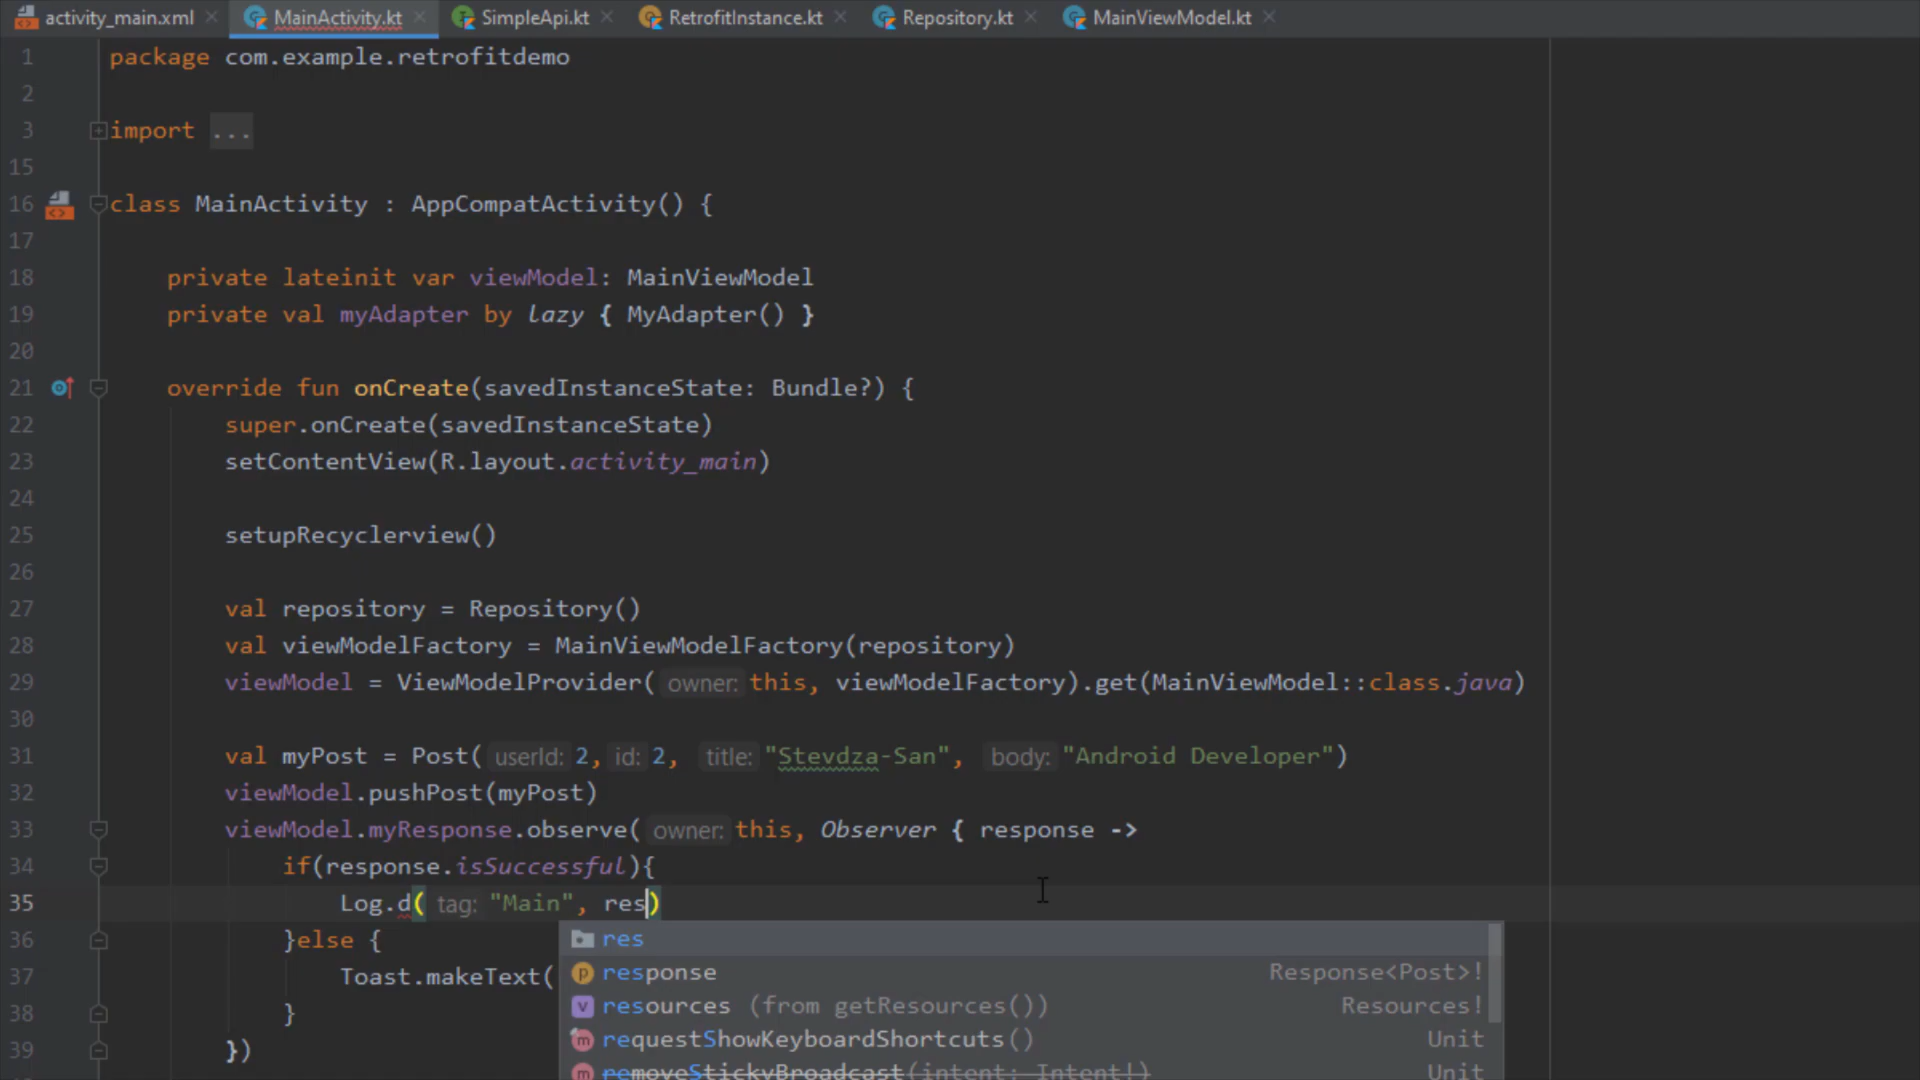 activity_main.xml MainActivity.kt SimpleApi.kt RetrofitInstance.kt Repository.kt MainViewModel.kt
1 package com.example.retrofitdemo
2
3 import ...
15
16 class MainActivity : AppCompatActivity() {
17
18 private lateinit var viewModel: MainViewModel
19 private val myAdapter by lazy { MyAdapter() }
20
21 override fun onCreate(savedInstanceState: Bundle?) {
22 super.onCreate(savedInstanceState)
23 setContentView(R.layout.activity_main)
24
25 setupRecyclerview()
26
27 val repository = Repository()
28 val viewModelFactory = MainViewModelFactory(repository)
29 viewModel = ViewModelProvider( owner: this, viewModelFactory).get(MainViewModel::class.java)
30
31 val myPost = Post( userId: 2, id: 2, title: "Stevdza-San", body: "Android Developer")
32 viewModel.pushPost(myPost)
33 viewModel.myResponse.observe( owner: this, Observer { response ->
34 if(response.isSuccessful){
35 Log.d( tag: "Main", res)
36 }else {
res
37 Toast.makeText(
response Response<Post>!
resources (from getResources()) Resources!
38 }
requestShowKeyboardShortcuts() Unit
39 })
removeStickyBroadcast(intent: Intent!) Unit